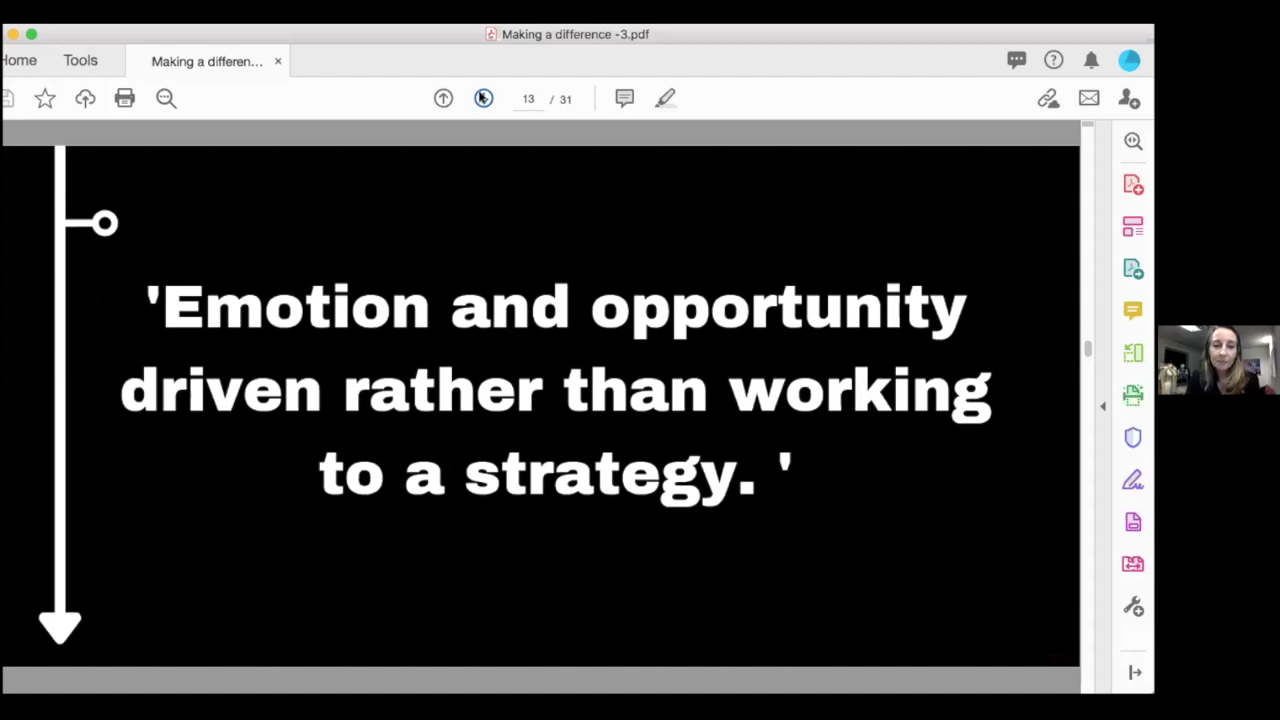 Making a difference -3.pdf
Home
Tools
Making a differen... ×
13 / 31
'Emotion and opportunity
driven rather than working
to a strategy. '